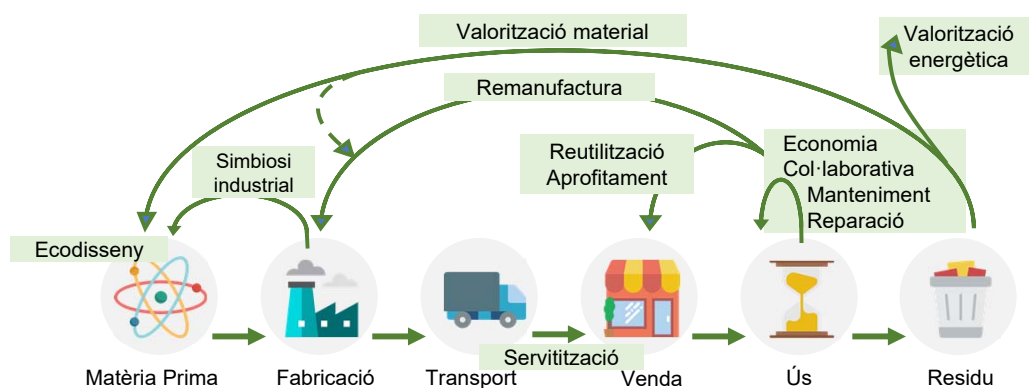 Valorització material
Valorització
energètica
Remanufactura
Economia
Col·laborativa
Manteniment
Reparació
Reutilització
Aprofitament
Simbiosi
industrial
Ecodisseny
Servitització
Matèria Prima
Fabricació
Transport
Venda
Ús
Residu